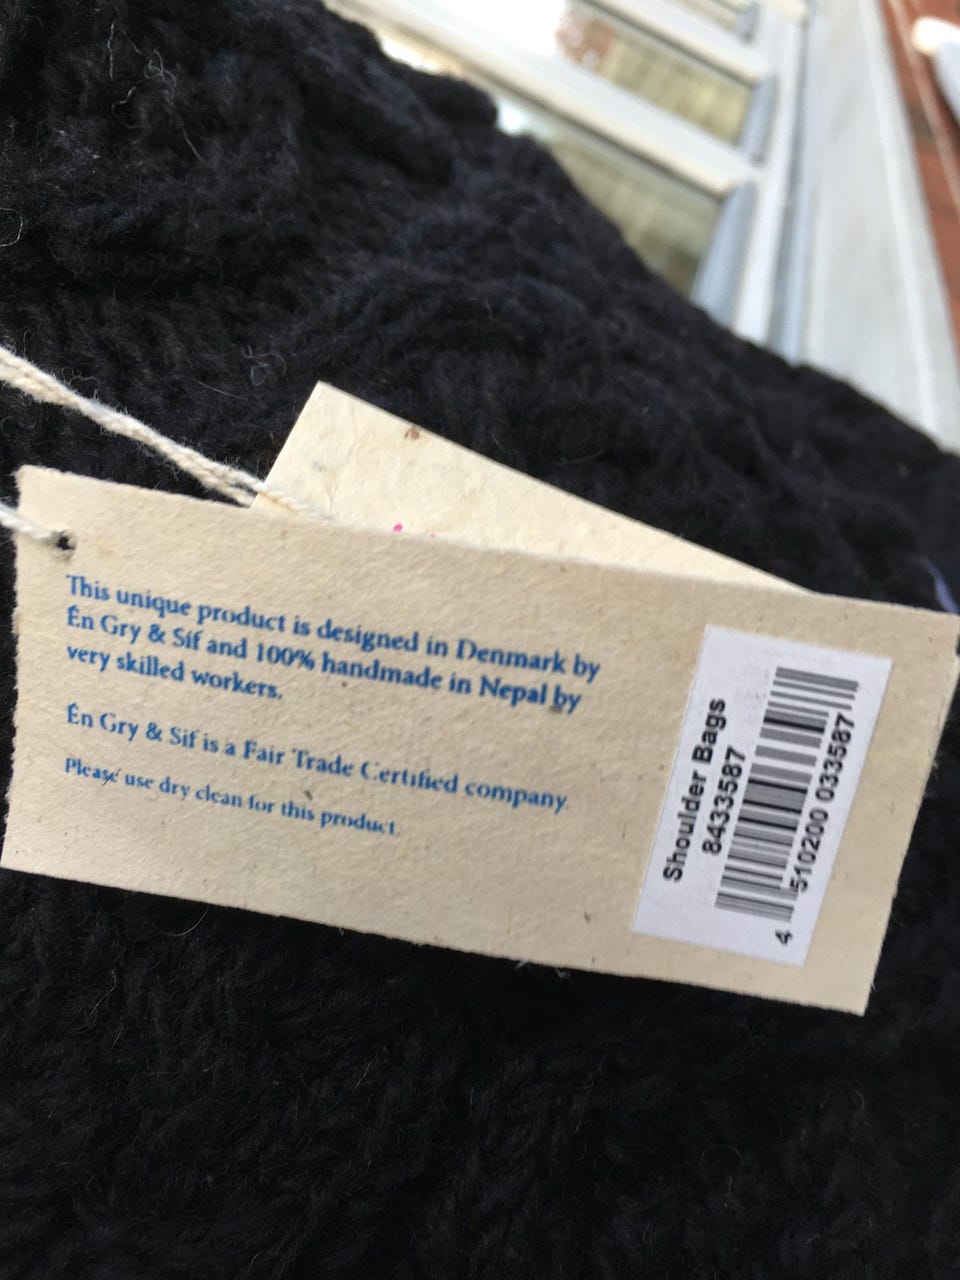 This unique product is designed in Denmark by
Én Gry & Sif and 100% handmade in Nepal by
very skilled workers.
Én Gry & Sif is a Fair Trade Certified company.
Please use dry clean for this product.
Shoulder Bags
8433587
4 510200 033587